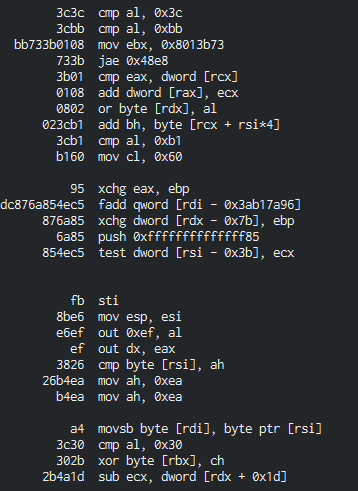 3c3c cmp al, 0x3c
3cbb cmp al, 0xbb
bb733b0108 mov ebx, 0x8013b73
733b jae 0x48e8
3b01 cmp eax, dword [rcx]
0108 add dword [rax], ecx
0802 or byte [rdx], al
023cb1 add bh, byte [rcx + rsi*4]
3cb1 cmp al, 0xb1
b160 mov cl, 0x60
95 xchg eax, ebp
dc876a854ec5 fadd qword [rdi - 0x3ab17a96]
876a85 xchg dword [rdx - 0x7b], ebp
6a85 push 0xffffffffffffff85
854ec5 test dword [rsi - 0x3b], ecx
fb sti
8be6 mov esp, esi
e6ef out 0xef, al
ef out dx, eax
3826 cmp byte [rsi], ah
26b4ea mov ah, 0xea
b4ea mov ah, 0xea
a4 movsb byte [rdi], byte ptr [rsi]
3c30 cmp al, 0x30
302b xor byte [rbx], ch
2b4a1d sub ecx, dword [rdx + 0x1d]